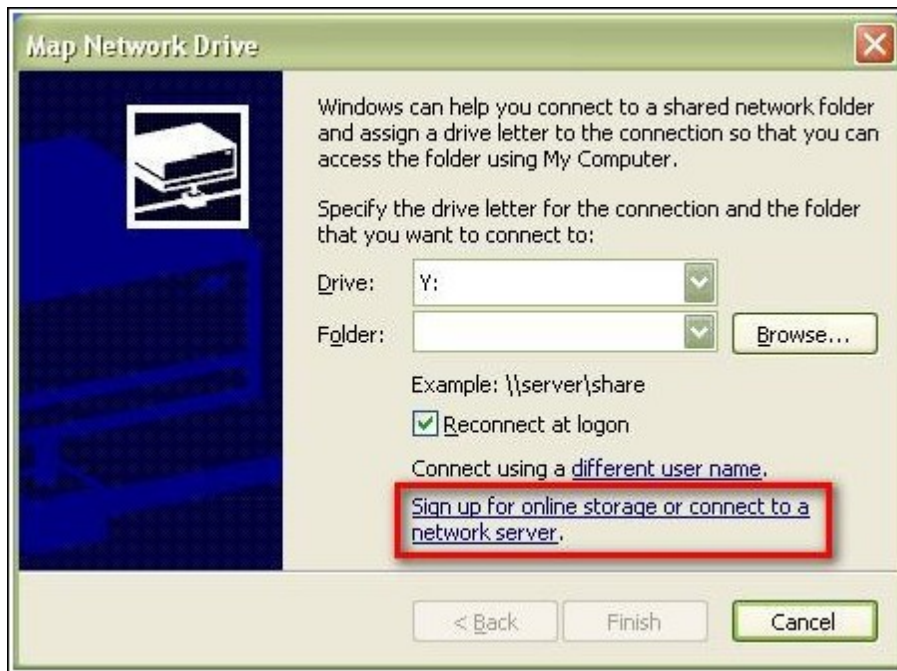 Map Network Drive
Windows can help you connect to a shared network folder
and assign a drive letter to the connection so that you can
access the folder using My Computer.
Specify the drive letter for the connection and the folder
that you want to connect to:
Drive: Y:
Folder: Browse...
Example: \\server\share
Reconnect at logon
Connect using a different user name.
Sign up for online storage or connect to a
network server.
< Back Finish Cancel